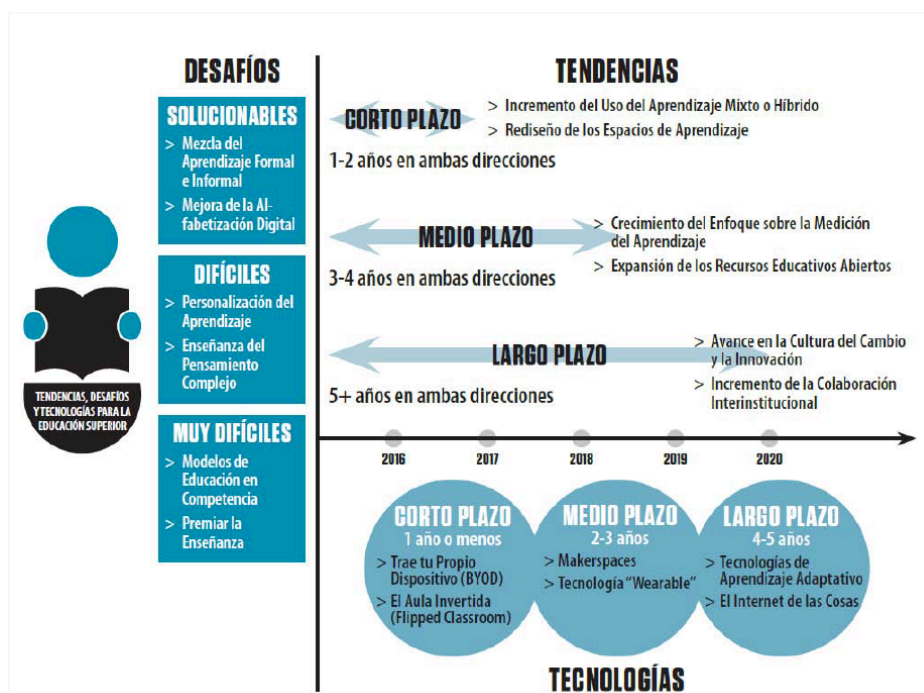 DESAFÍOS
SOLUCIONABLES
> Mezcla del
Aprendizaje Formal
e Informal
> Mejora de la Al-
fabetización Digital
DIFÍCILES
> Personalización del
Aprendizaje
> Enseñanza del
Pensamiento
Complejo
MUY DIFÍCILES
> Modelos de
Educación en
Competencia
> Premiar la
Enseñanza
TENDENCIAS, DESAFÍOS
Y TECNOLOGÍAS PARA LA
EDUCACIÓN SUPERIOR
TENDENCIAS
CORTO PLAZO
1-2 años en ambas direcciones
> Incremento del Uso del Aprendizaje Mixto o Híbrido
> Rediseño de los Espacios de Aprendizaje
MEDIO PLAZO
3-4 años en ambas direcciones
> Crecimiento del Enfoque sobre la Medición
del Aprendizaje
> Expansión de los Recursos Educativos Abiertos
LARGO PLAZO
5+ años en ambas direcciones
> Avance en la Cultura del Cambio
y la Innovación
> Incremento de la Colaboración
Interinstitucional
2016 2017 2018 2019 2020
CORTO PLAZO
1 año o menos
> Trae tu Propio
Dispositivo (BYOD)
> El Aula Invertida
(Flipped Classroom)
MEDIO PLAZO
2-3 años
> Makerspaces
> Tecnología "Wearable"
LARGO PLAZO
4-5 años
> Tecnologías de
Aprendizaje Adaptativo
> El Internet de las Cosas
TECNOLOGÍAS